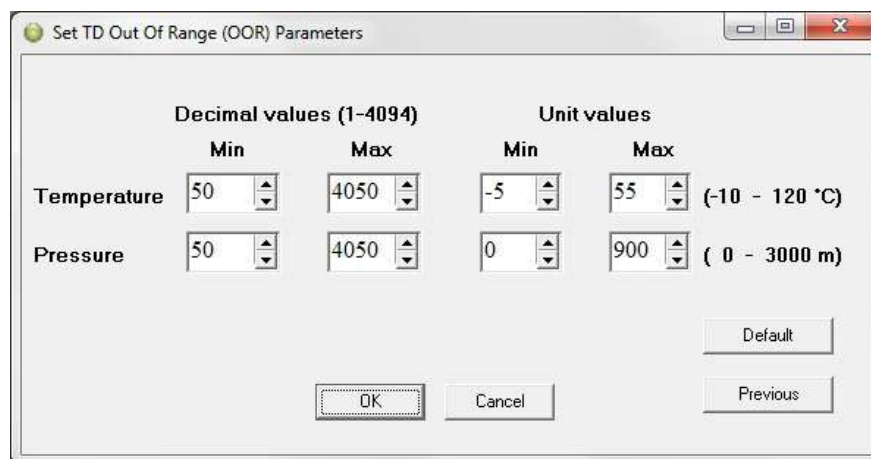 Set TD Out Of Range (OOR) Parameters
Decimal values (1-4094) Unit values
Min Max Min Max
Temperature 50 4050 -5 55 (-10 - 120 °C)
Pressure 50 4050 0 900 ( 0 - 3000 m)
Default
OK Cancel Previous